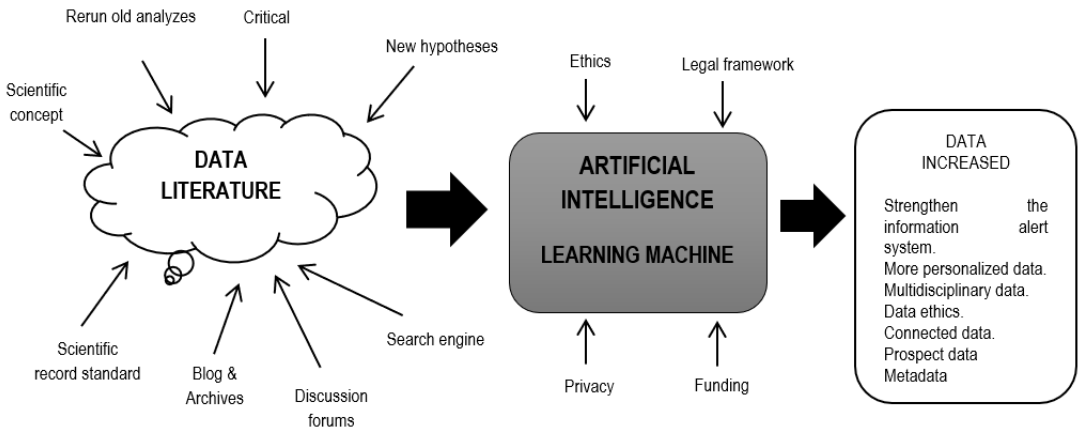 Rerun old analyzes
Critical
New hypotheses
Scientific
concept
DATA
LITERATURE
Scientific
record standard
Blog &
Archives
Discussion
forums
Search engine
Ethics
Legal framework
ARTIFICIAL
INTELLIGENCE
LEARNING MACHINE
Privacy
Funding
DATA
INCREASED
Strengthen the
information alert
system.
More personalized data.
Multidisciplinary data.
Data ethics.
Connected data.
Prospect data
Metadata